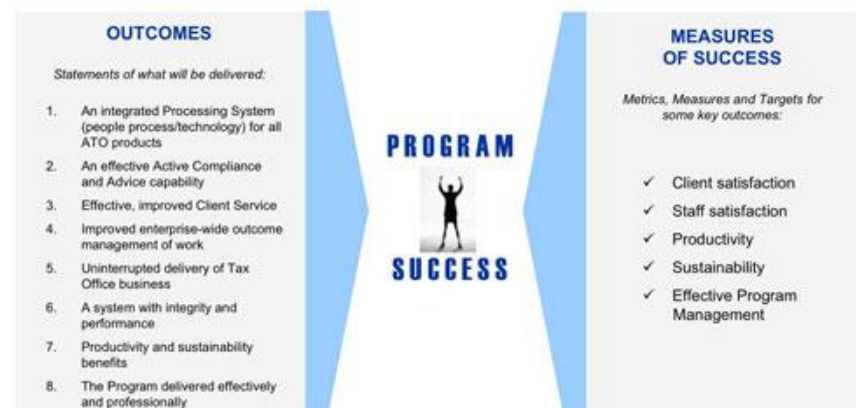 OUTCOMES
Statements of what will be delivered:
1. An integrated Processing System
(people process/technology) for all
ATO products
2. An effective Active Compliance
and Advice capability
3. Effective, improved Client Service
4. Improved enterprise-wide outcome
management of work
5. Uninterrupted delivery of Tax
Office business
6. A system with integrity and
performance
7. Productivity and sustainability
benefits
8. The Program delivered effectively
and professionally
PROGRAM
SUCCESS
MEASURES
OF SUCCESS
Metrics, Measures and Targets for
some key outcomes:
✓ Client satisfaction
✓ Staff satisfaction
✓ Productivity
✓ Sustainability
✓ Effective Program
Management